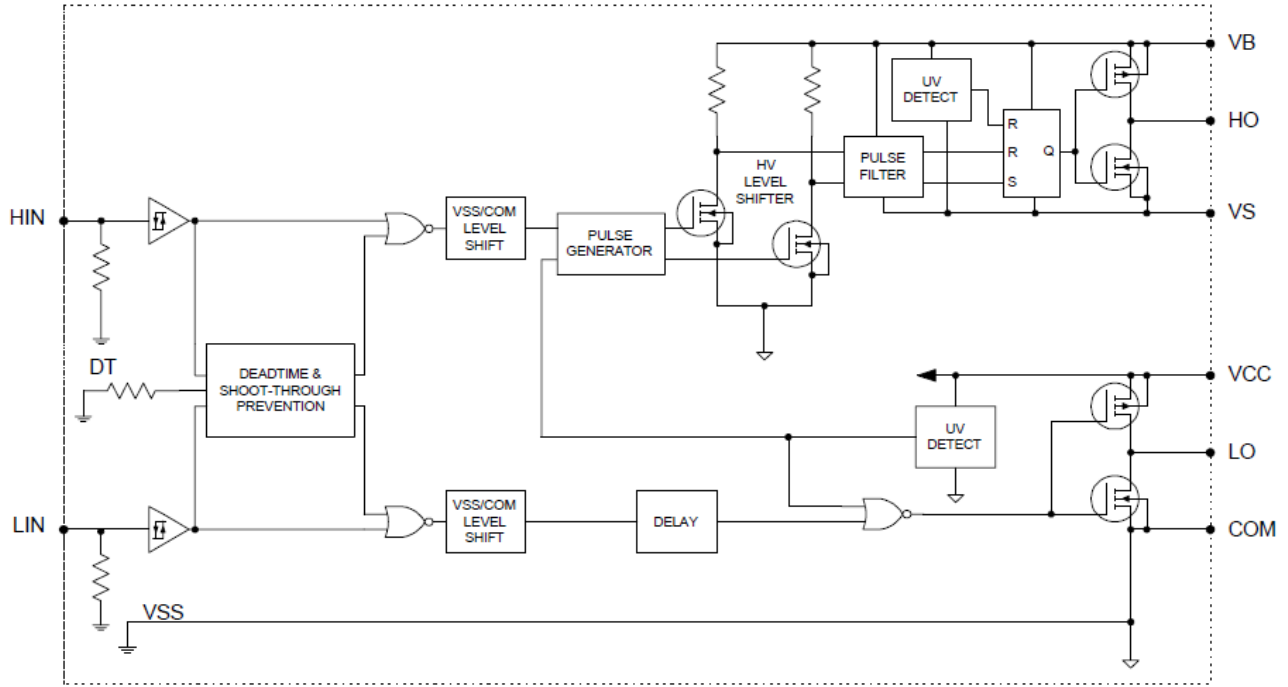 VB
UV
DETECT
HO
R
R
Q
S
PULSE
FILTER
HV
LEVEL
SHIFTER
VS
HIN
VSS/COM
LEVEL
SHIFT
PULSE
GENERATOR
DT
DEADTIME &
SHOOT-THROUGH
PREVENTION
VCC
UV
DETECT
LO
LIN
VSS/COM
LEVEL
SHIFT
DELAY
COM
VSS